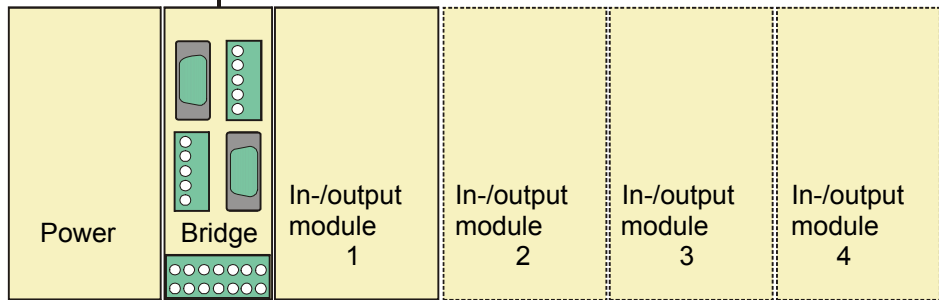 Power
Bridge
In-/output
module
1
In-/output
module
2
In-/output
module
3
In-/output
module
4